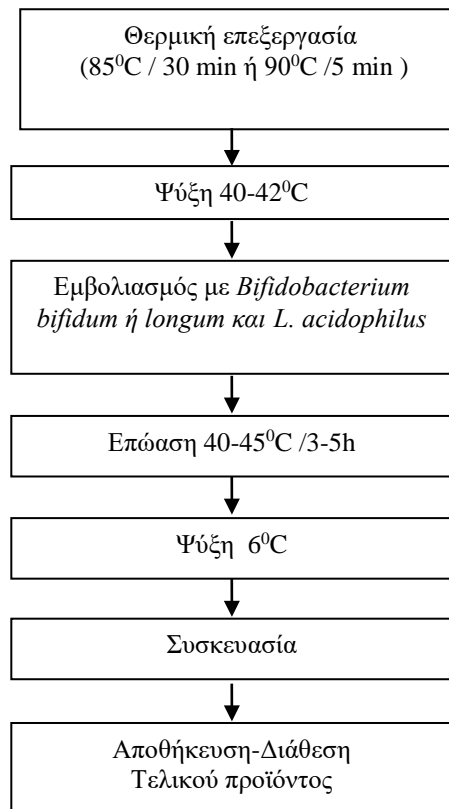 Θερμική επεξεργασία
(85⁰C / 30 min ή 90⁰C /5 min )
Ψύξη 40-42⁰C
Εμβολιασμός με Bifidobacterium
bifidum ή longum και L. acidophilus
Επώαση 40-45⁰C /3-5h
Ψύξη 6⁰C
Συσκευασία
Αποθήκευση-Διάθεση
Τελικού προϊόντος